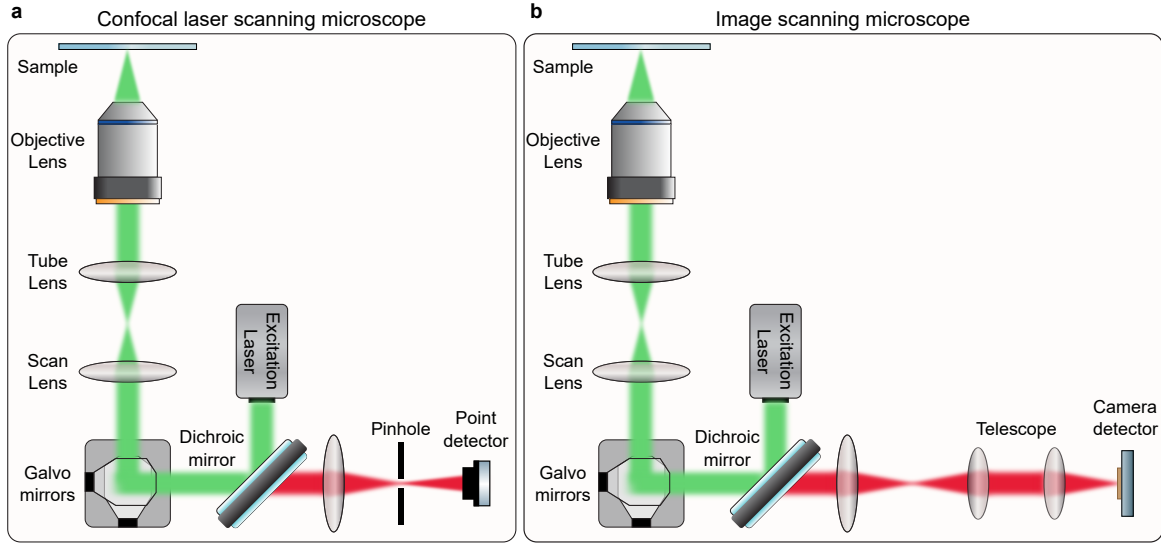 a
Confocal laser scanning microscope
Sample
Objective
Lens
Tube
Lens
Scan
Lens
Excitation
Laser
Dichroic
mirror
Pinhole
Point
detector
Galvo
mirrors
b
Image scanning microscope
Sample
Objective
Lens
Tube
Lens
Scan
Lens
Excitation
Laser
Dichroic
mirror
Telescope
Camera
detector
Galvo
mirrors